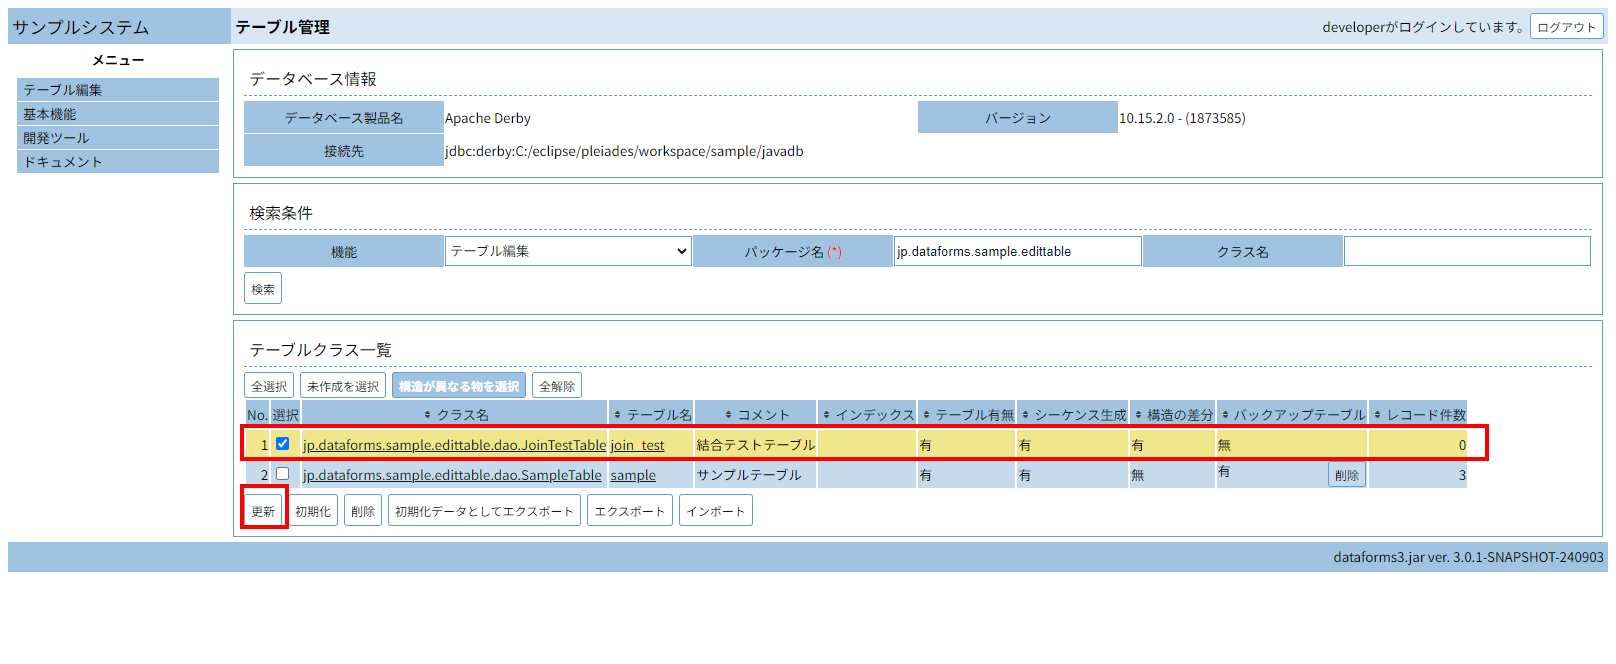 サンプルシステム テーブル管理 developerがログインしています。 ログアウト
メニュー
テーブル編集
基本機能
開発ツール
ドキュメント
データベース情報
データベース製品名 Apache Derby バージョン 10.15.2.0 - (1873585)
接続先 jdbc:derby:C:/eclipse/pleiades/workspace/sample/javadb
検索条件
機能 テーブル編集 パッケージ名 (*) jp.dataforms.sample.edittable クラス名
検索
テーブルクラス一覧
全選択 未作成を選択 構造が異なる物を選択 全解除
No. 選択 クラス名 テーブル名 コメント インデックス テーブル有無 シーケンス生成 構造の差分 バックアップテーブル レコード件数
1 jp.dataforms.sample.edittable.dao.JoinTestTable join_test 結合テストテーブル 有 有 有 無 0
2 jp.dataforms.sample.edittable.dao.SampleTable sample サンプルテーブル 有 有 無 有 削除 3
更新 初期化 削除 初期化データとしてエクスポート エクスポート インポート
dataforms3.jar ver. 3.0.1-SNAPSHOT-240903